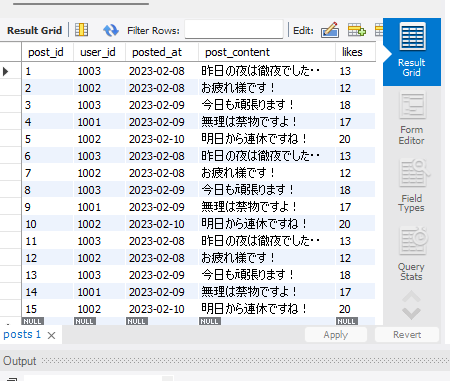 Result Grid Filter Rows: Edit:
post_id user_id posted_at post_content likes
1 1003 2023-02-08 昨日の夜は徹夜でした・・ 13
2 1002 2023-02-08 お疲れ様です！ 12
3 1003 2023-02-09 今日も頑張ります！ 18
4 1001 2023-02-09 無理は禁物ですよ！ 17
5 1002 2023-02-10 明日から連休ですね！ 20
6 1003 2023-02-08 昨日の夜は徹夜でした・・ 13
7 1002 2023-02-08 お疲れ様です！ 12
8 1003 2023-02-09 今日も頑張ります！ 18
9 1001 2023-02-09 無理は禁物ですよ！ 17
10 1002 2023-02-10 明日から連休ですね！ 20
11 1003 2023-02-08 昨日の夜は徹夜でした・・ 13
12 1002 2023-02-08 お疲れ様です！ 12
13 1003 2023-02-09 今日も頑張ります！ 18
14 1001 2023-02-09 無理は禁物ですよ！ 17
15 1002 2023-02-10 明日から連休ですね！ 20
NULL NULL NULL NULL NULL
Result
Grid
Form
Editor
Field
Types
Query
Stats
posts 1 Apply Revert
Output